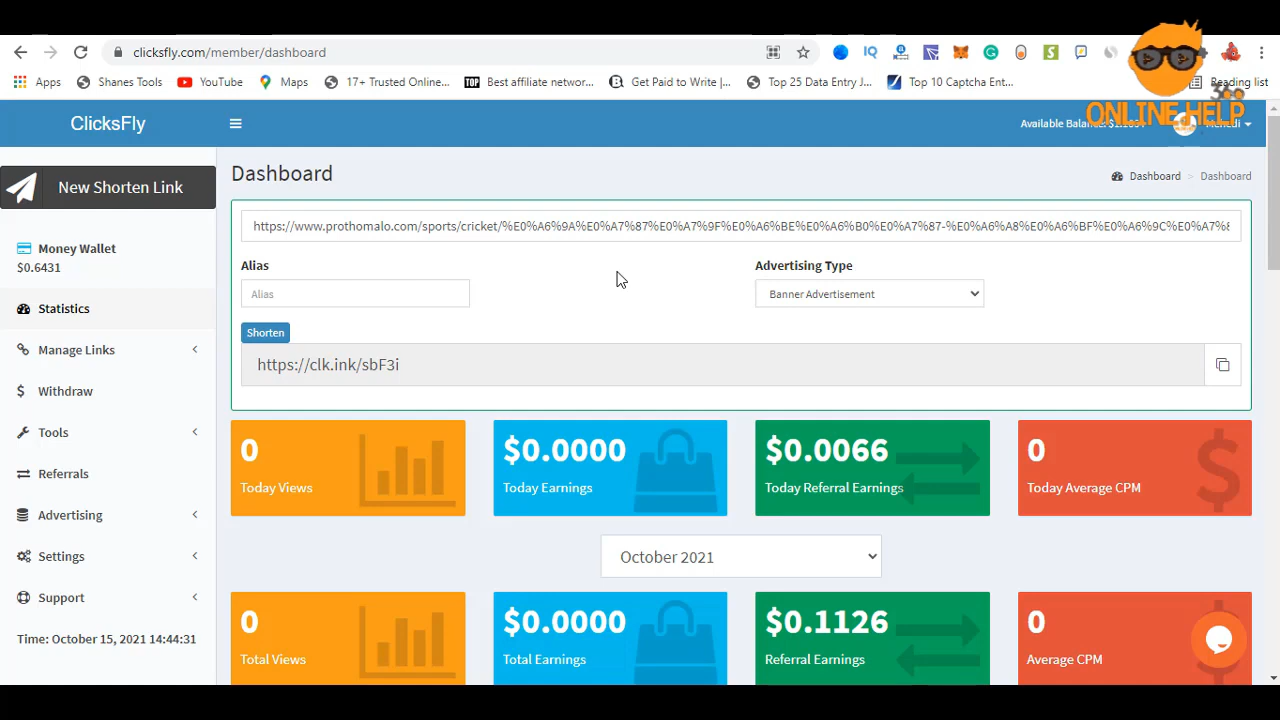 clicksfly.com/member/dashboard
Apps Shanes Tools YouTube Maps 17+ Trusted Online... TOP Best affiliate networ... Get Paid to Write |... Top 25 Data Entry J... Top 10 Captcha Ent... Reading list
360
ONLINE HELP
ClicksFly
Available Balance:
New Shorten Link
Dashboard
Dashboard > Dashboard
https://www.prothomalo.com/sports/cricket/%E0%A6%9A%E0%A7%87%E0%A7%9F%E0%A6%BE%E0%A6%B0%E0%A7%87-%E0%A6%A8%E0%A6%BF%E0%A6%9C%E0%A7%8
Money Wallet
$0.6431
Alias
Alias
Advertising Type
Banner Advertisement
Shorten
https://clk.ink/sbF3i
Statistics
Manage Links
Withdraw
Tools
Referrals
Advertising
Settings
Support
Time: October 15, 2021 14:44:31
0
Today Views
$0.0000
Today Earnings
$0.0066
Today Referral Earnings
0
Today Average CPM
October 2021
0
Total Views
$0.0000
Total Earnings
$0.1126
Referral Earnings
0
Average CPM